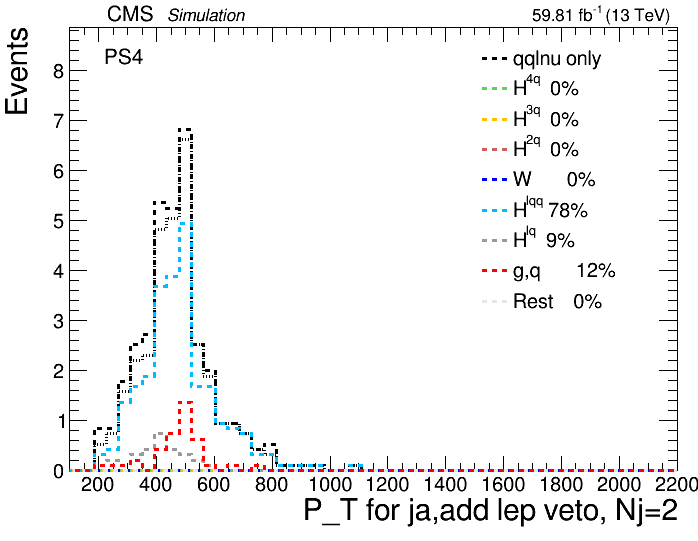 CMS Simulation 59.81 fb-1 (13 TeV)
Events
PS4
qqlnu only
H4q 0%
H3q 0%
H2q 0%
W 0%
Hlqq 78%
Hlq 9%
g,q 12%
Rest 0%
8
7
6
5
4
3
2
1
0
200 400 600 800 1000 1200 1400 1600 1800 2000 2200
P_T for ja,add lep veto, Nj=2